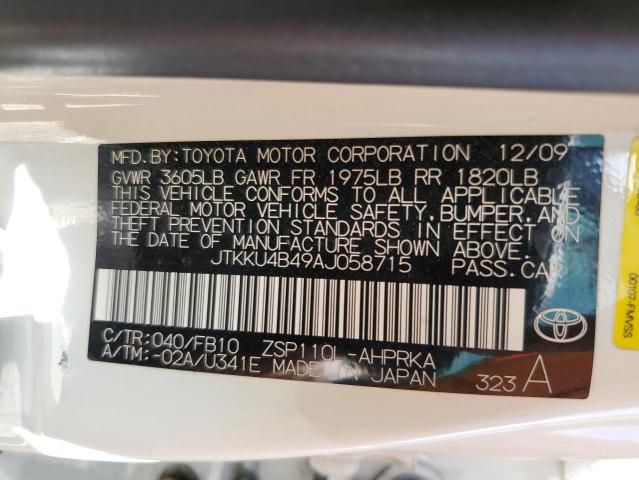 MFD.BY:TOYOTA MOTOR CORPORATION 12/09
GVWR 3605LB GAWR FR 1975LB RR 1820LB
THIS VEHICLE CONFORMS TO ALL APPLICABLE
FEDERAL MOTOR VEHICLE SAFETY,BUMPER,AND
THEFT PREVENTION STANDARDS IN EFFECT ON
THE DATE OF MANUFACTURE SHOWN ABOVE.
JTKKU4B49AJ058715 PASS.CAR
C/TR:040/FB10 ZSP110L-AHPRKA
A/TM:-02A/U341E MADE IN JAPAN
323 A
00107-FMVSS